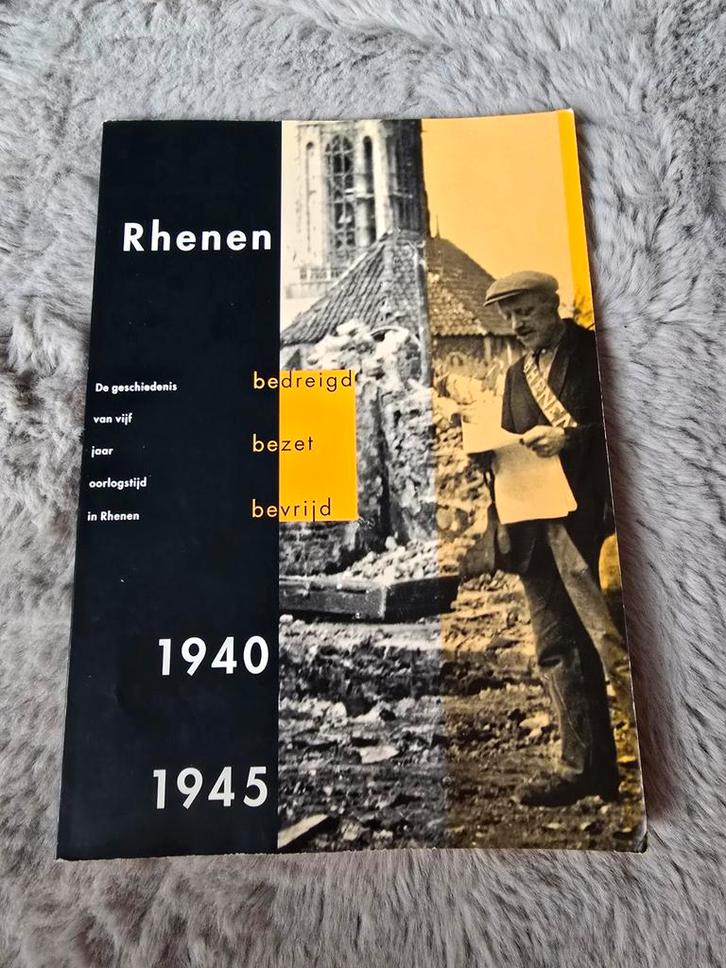 Rhenen
De geschiedenis
van vijf
jaar
oorlogstijd
in Rhenen
bedreigd
bezet
bevrijd
1940
1945